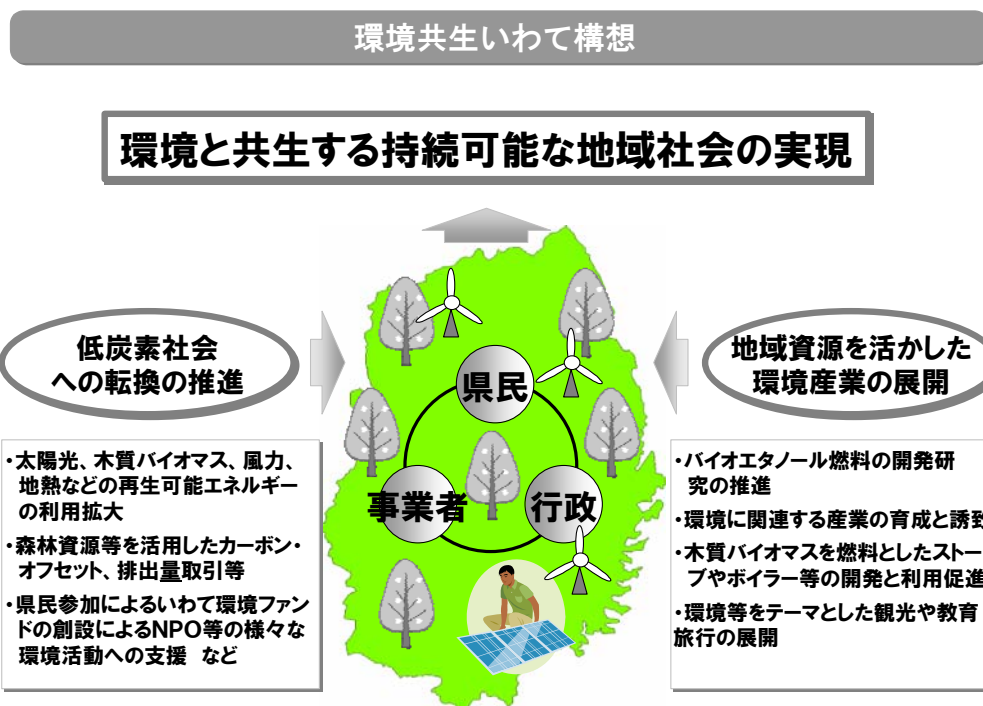 環境共生いわて構想
環境と共生する持続可能な地域社会の実現
低炭素社会
への転換の推進
・太陽光、木質バイオマス、風力、
地熱などの再生可能エネルギー
の利用拡大
・森林資源等を活用したカーボン・
オフセット、排出量取引等
・県民参加によるいわて環境ファン
ドの創設によるNPO等の様々な
環境活動への支援 など
県民
事業者
行政
地域資源を活かした
環境産業の展開
・バイオエタノール燃料の開発研
究の推進
・環境に関連する産業の育成と誘致
・木質バイオマスを燃料としたストー
ブやボイラー等の開発と利用促進
・環境等をテーマとした観光や教育
旅行の展開